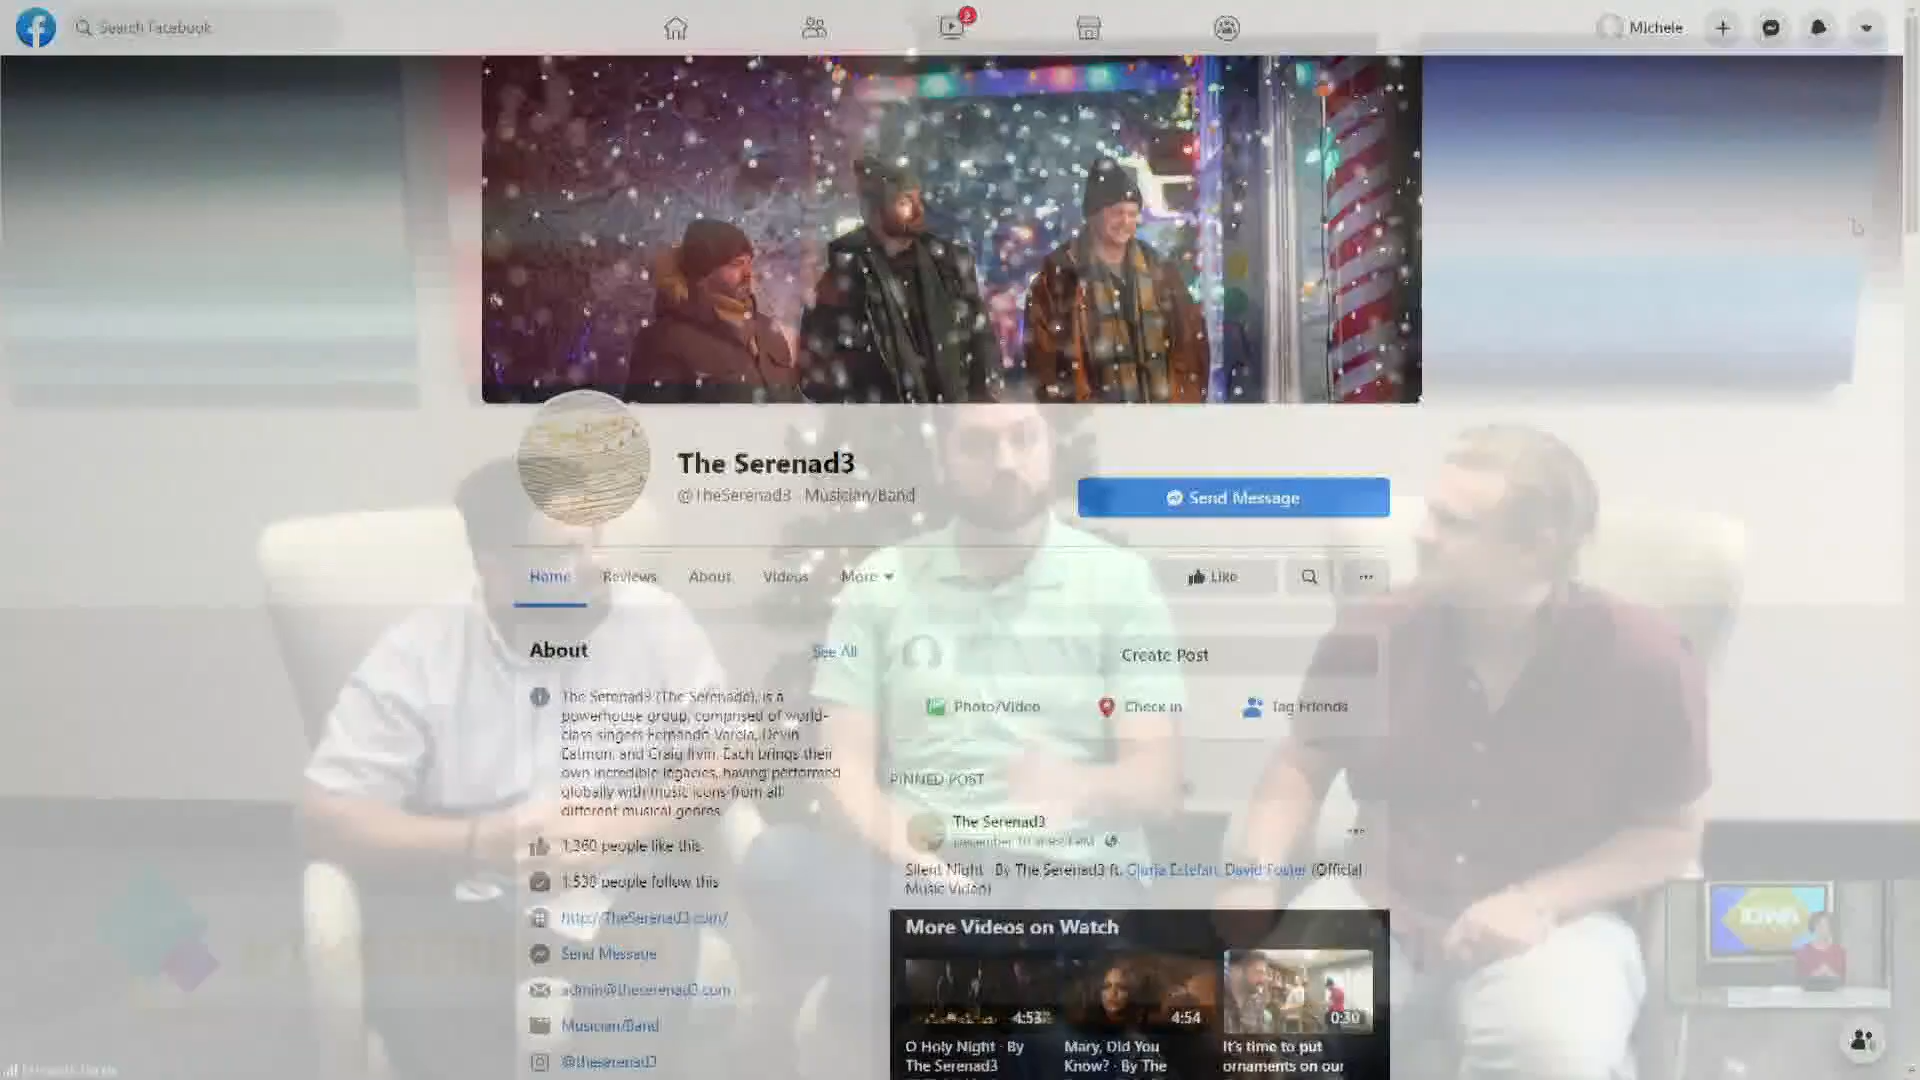 Search Facebook
9
Michele
The Serenad3
@TheSerenad3 · Musician/Band
Send Message
Home
Reviews
About
Videos
More
Like
About
See All
The Serenad3 (The Serenade), is a
powerhouse group, comprised of world-
class singers Fernando Varela, Devin
Eatmon, and Craig Irvin. Each brings their
own incredible legacies, having performed
globally with music icons from all
different musical genres.
1,360 people like this
1,538 people follow this
http://TheSerenad3.com/
Send Message
admin@theserenad3.com
Musician/Band
@theserenad3
Create Post
Photo/Video
Check in
Tag Friends
PINNED POST
The Serenad3
Silent Night · By The Serenad3 ft. Gloria Estefan, David Foster (Official
Music Video)
More Videos on Watch
4:53
4:54
0:30
O Holy Night · By
The Serenad3
Mary, Did You
Know? · By The
It's time to put
ornaments on our
IOWA